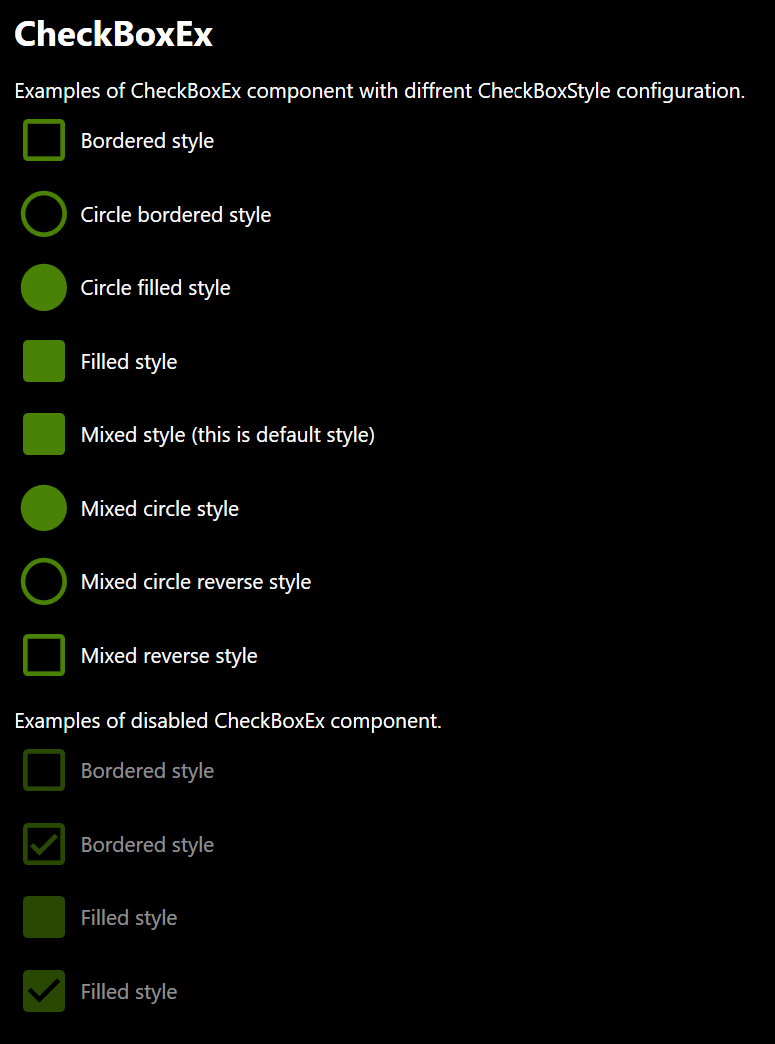 CheckBoxEx
Examples of CheckBoxEx component with diffrent CheckBoxStyle configuration.
Bordered style
Circle bordered style
Circle filled style
Filled style
Mixed style (this is default style)
Mixed circle style
Mixed circle reverse style
Mixed reverse style
Examples of disabled CheckBoxEx component.
Bordered style
Bordered style
Filled style
Filled style